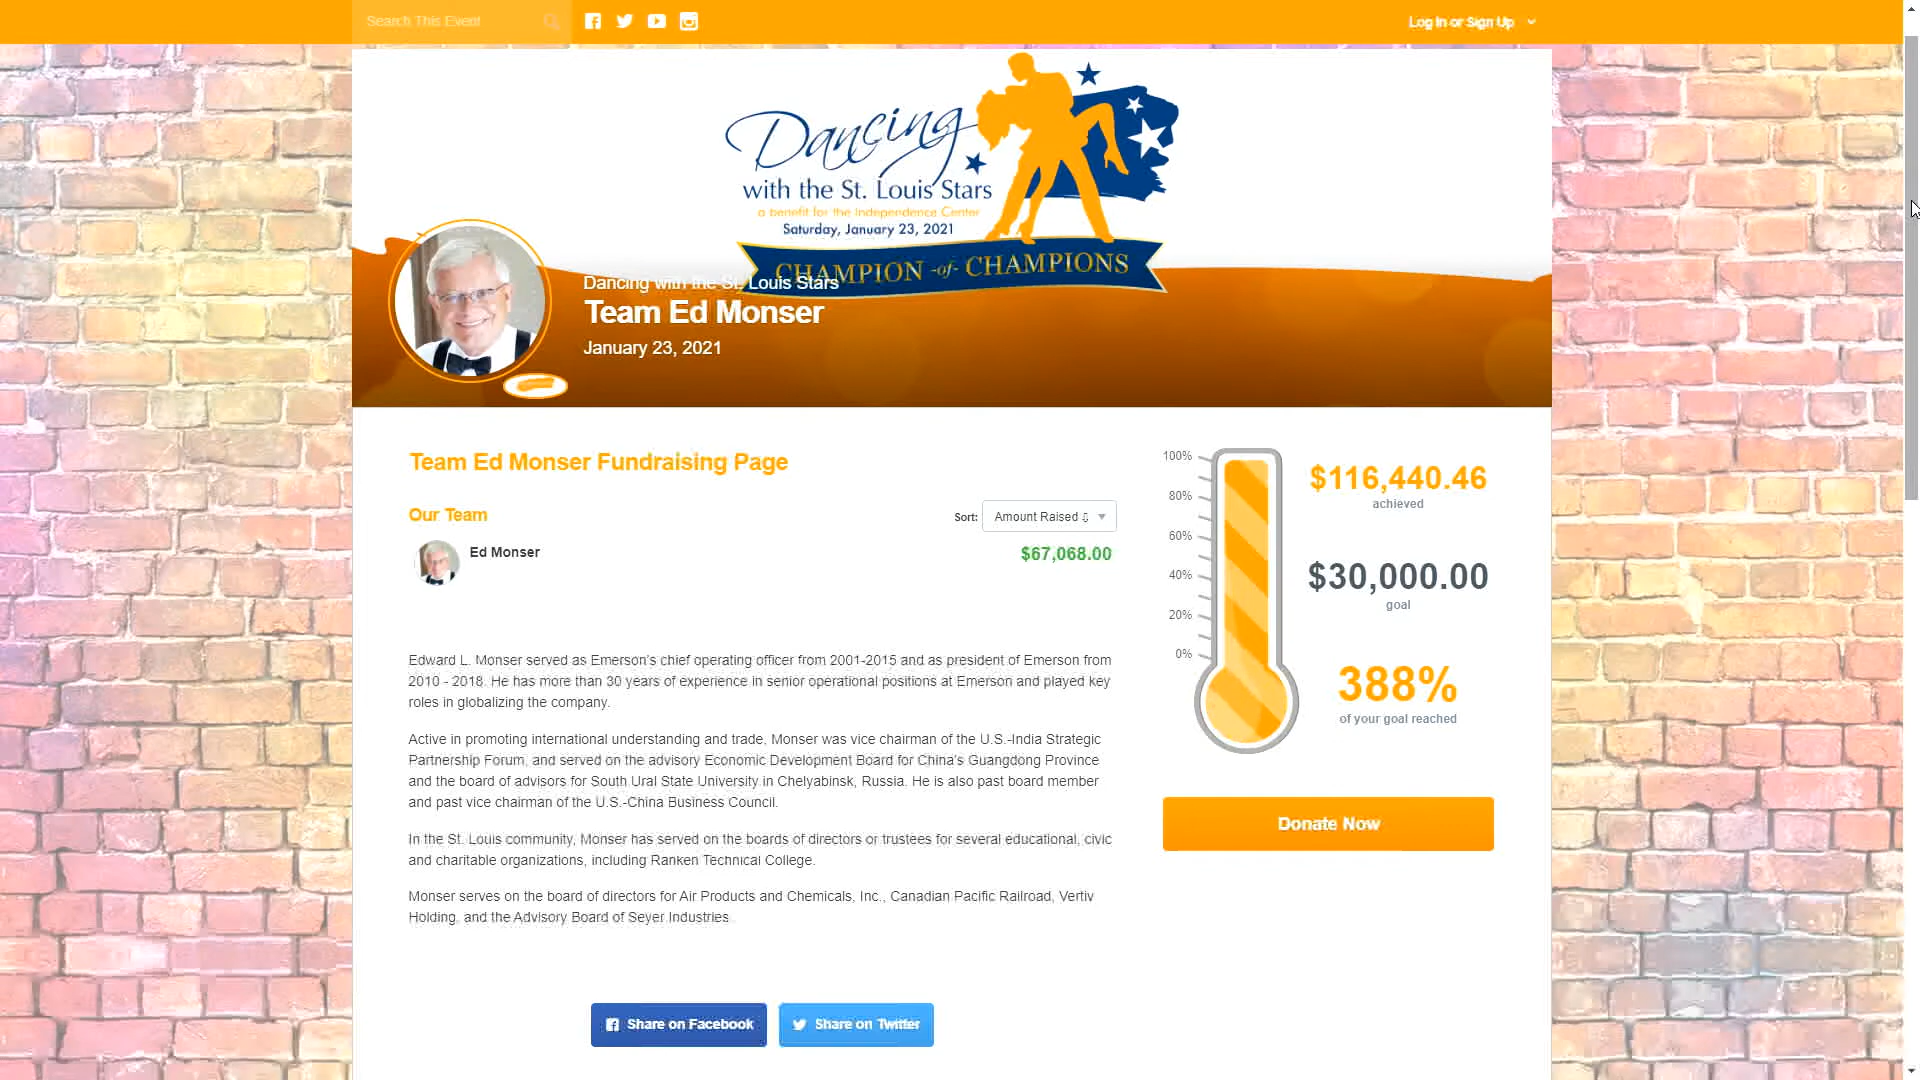 Search This Event
Log In or Sign Up
Dancing
with the St. Louis Stars
a benefit for the Independence Center
Saturday, January 23, 2021
CHAMPION -of- CHAMPIONS
Dancing with the St. Louis Stars
Team Ed Monser
January 23, 2021
Team Ed Monser Fundraising Page
Our Team
Sort: Amount Raised
Ed Monser
$67,068.00
Edward L. Monser served as Emerson's chief operating officer from 2001-2015 and as president of Emerson from
2010 - 2018. He has more than 30 years of experience in senior operational positions at Emerson and played key
roles in globalizing the company.
Active in promoting international understanding and trade, Monser was vice chairman of the U.S.-India Strategic
Partnership Forum, and served on the advisory Economic Development Board for China's Guangdong Province
and the board of advisors for South Ural State University in Chelyabinsk, Russia. He is also past board member
and past vice chairman of the U.S.-China Business Council.
In the St. Louis community, Monser has served on the boards of directors or trustees for several educational, civic
and charitable organizations, including Ranken Technical College.
Monser serves on the board of directors for Air Products and Chemicals, Inc., Canadian Pacific Railroad, Vertiv
Holding, and the Advisory Board of Seyer Industries
Share on Facebook
Share on Twitter
100%
80%
60%
40%
20%
0%
$116,440.46
achieved
$30,000.00
goal
388%
of your goal reached
Donate Now